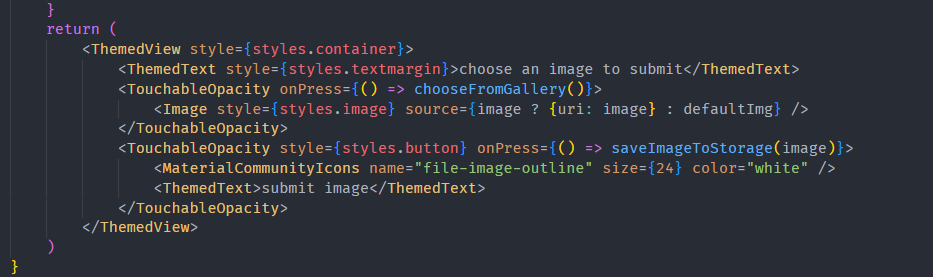 }
return (
<ThemedView style={styles.container}>
<ThemedText style={styles.textmargin}>choose an image to submit</ThemedText>
<TouchableOpacity onPress={() => chooseFromGallery()}>
<Image style={styles.image} source={image ? {uri: image} : defaultImg} />
</TouchableOpacity>
<TouchableOpacity style={styles.button} onPress={() => saveImageToStorage(image)}>
<MaterialCommunityIcons name="file-image-outline" size={24} color="white" />
<ThemedText>submit image</ThemedText>
</TouchableOpacity>
</ThemedView>
)
}